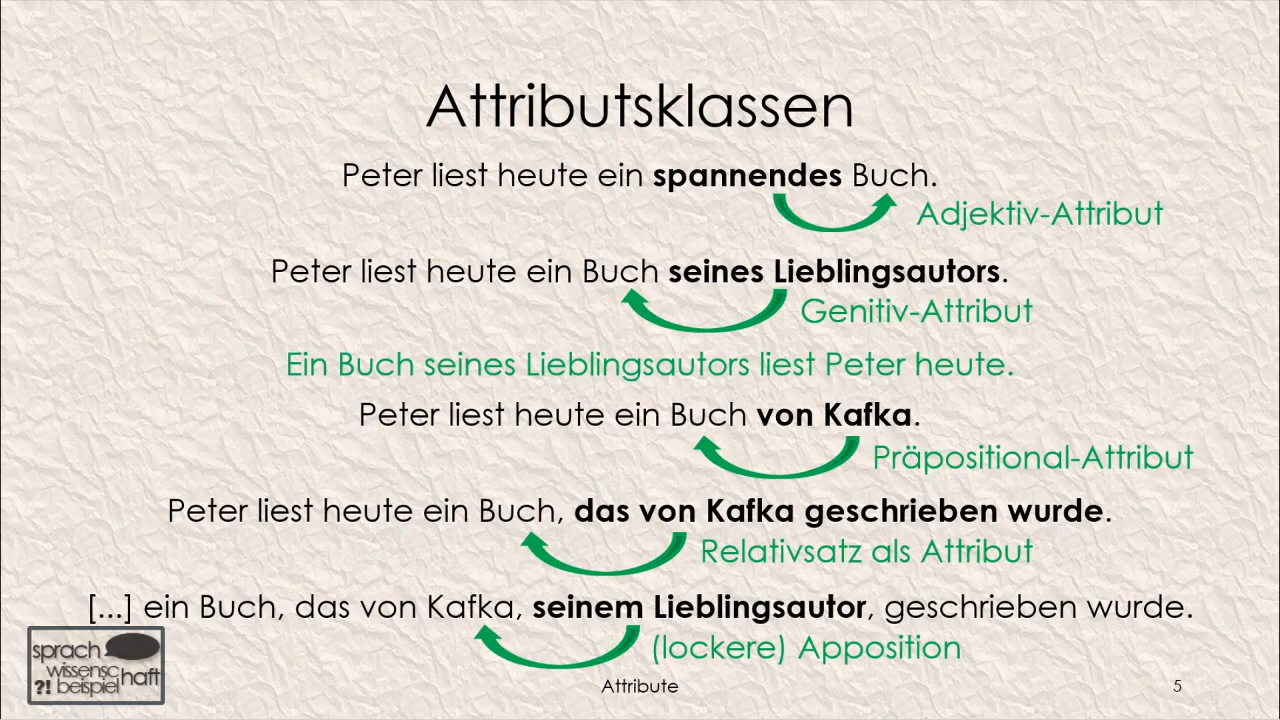 Attributsklassen
Peter liest heute ein spannendes Buch.
Adjektiv-Attribut
Peter liest heute ein Buch seines Lieblingsautors.
Genitiv-Attribut
Ein Buch seines Lieblingsautors liest Peter heute.
Peter liest heute ein Buch von Kafka.
Präpositional-Attribut
Peter liest heute ein Buch, das von Kafka geschrieben wurde.
Relativsatz als Attribut
[...] ein Buch, das von Kafka, seinem Lieblingsautor, geschrieben wurde.
(lockere) Apposition
sprach
wissensc
haft
?! beispiel
Attribute
5